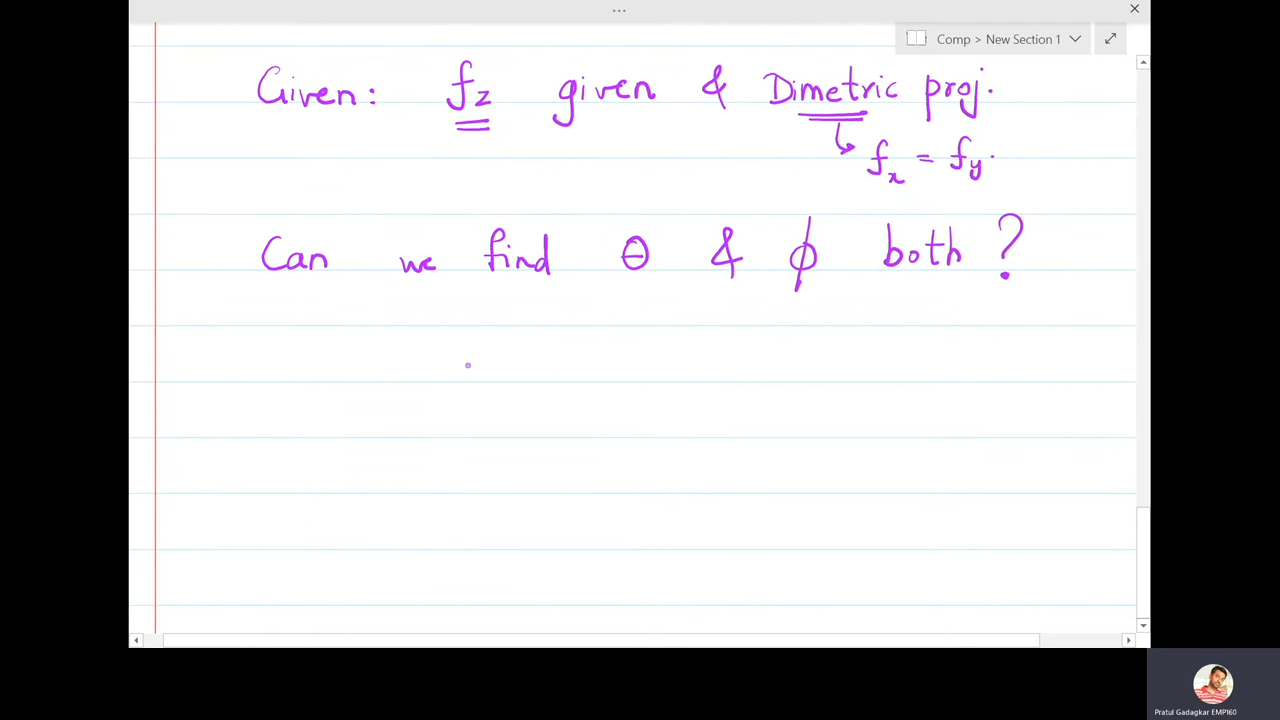 ...
Comp > New Section 1
Given: fz given & Dimetric proj.
fx = fy.
Can we find θ & ϕ both ?
Pratul Gadagkar EMP160